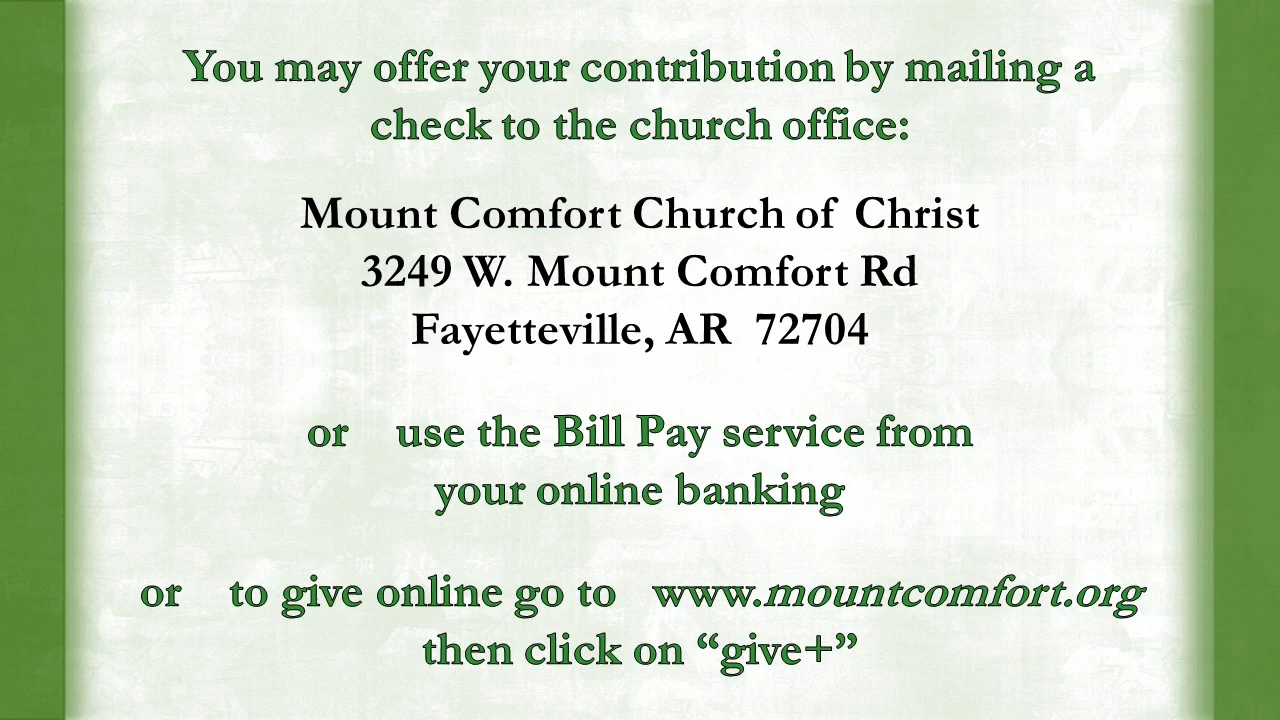 You may offer your contribution by mailing a
check to the church office:
Mount Comfort Church of Christ
3249 W. Mount Comfort Rd
Fayetteville, AR 72704
or use the Bill Pay service from
your online banking
or to give online go to www.mountcomfort.org
then click on “give+”